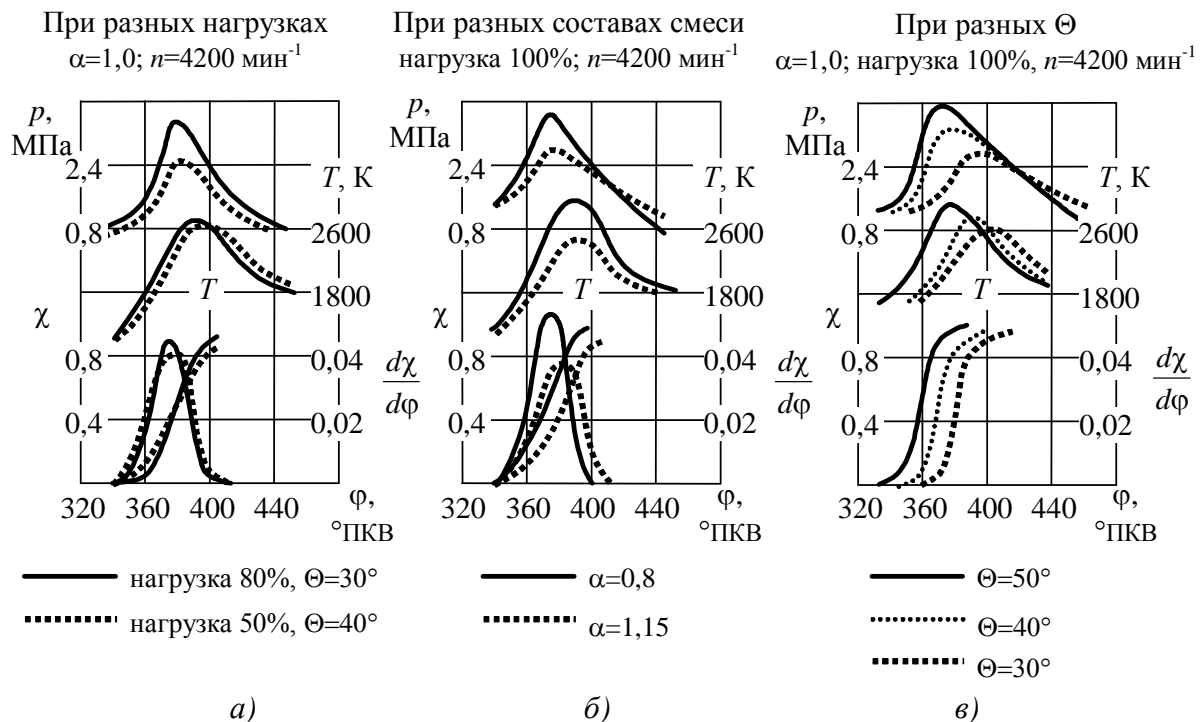 При разных нагрузках
α=1,0; n=4200 мин⁻¹
p,
МПа
2,4
T, К
0,8
2600
T
1800
χ
0,8
0,04
dχ
dφ
0,4
0,02
φ,
320 360 400 440
°ПКВ
нагрузка 80%, Θ=30°
нагрузка 50%, Θ=40°
а)
При разных составах смеси
нагрузка 100%; n=4200 мин⁻¹
p,
МПа
2,4
T, К
0,8
2600
T
1800
χ
0,8
0,04
dχ
dφ
0,4
0,02
φ,
320 360 400 440
°ПКВ
α=0,8
α=1,15
б)
При разных Θ
α=1,0; нагрузка 100%, n=4200 мин⁻¹
p,
МПа
2,4
T, К
0,8
2600
T
1800
χ
0,8
0,04
dχ
dφ
0,4
0,02
φ,
320 360 400 440
°ПКВ
Θ=50°
Θ=40°
Θ=30°
в)